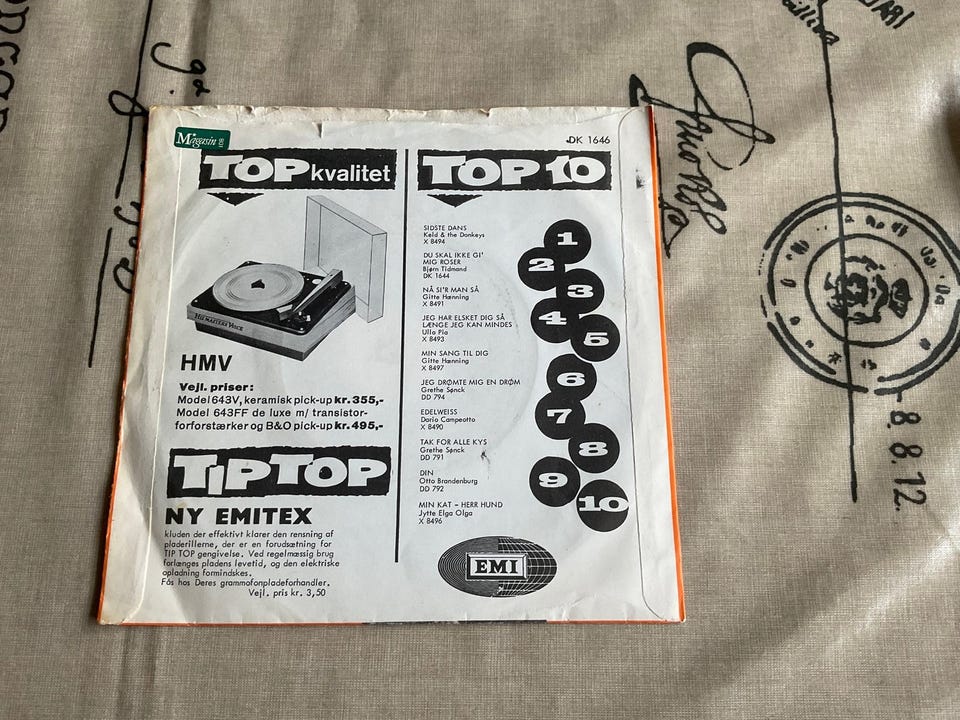 Magasin
DK 1646
TOP kvalitet
HIS MASTER'S VOICE
HMV
Vejl. priser:
Model 643V, keramisk pick-up kr. 355,-
Model 643FF de luxe m/ transistor-
forforstærker og B&O pick-up kr. 495,-
TIP TOP
NY EMITEX
kluden der effektivt klarer den rensning af
pladerillerne, der er en forudsætning for
TIP TOP gengivelse. Ved regelmæssig brug
forlænges pladens levetid, og den elektriske
opladning formindskes.
Fås hos Deres grammofonpladeforhandler.
Vejl. pris kr. 3,50
TOP 10
SIDSTE DANS
Keld & the Donkeys
X 8494
DU SKAL IKKE GI'
MIG ROSER
Bjørn Tidmand
DK 1644
NÅ SI'R MAN SÅ
Gitte Hænning
X 8491
JEG HAR ELSKET DIG SÅ
LÆNGE JEG KAN MINDES
Ulla Pia
X 8493
MIN SANG TIL DIG
Gitte Hænning
X 8497
JEG DRØMTE MIG EN DRØM
Grethe Sønck
DD 794
EDELWEISS
Dario Campeotto
X 8490
TAK FOR ALLE KYS
Grethe Sønck
DD 791
DIN
Otto Brandenburg
DD 792
MIN KAT - HERR HUND
Jytte Elga Olga
X 8496
1
2
3
4
5
6
7
8
9
10
EMI
8.8.12.